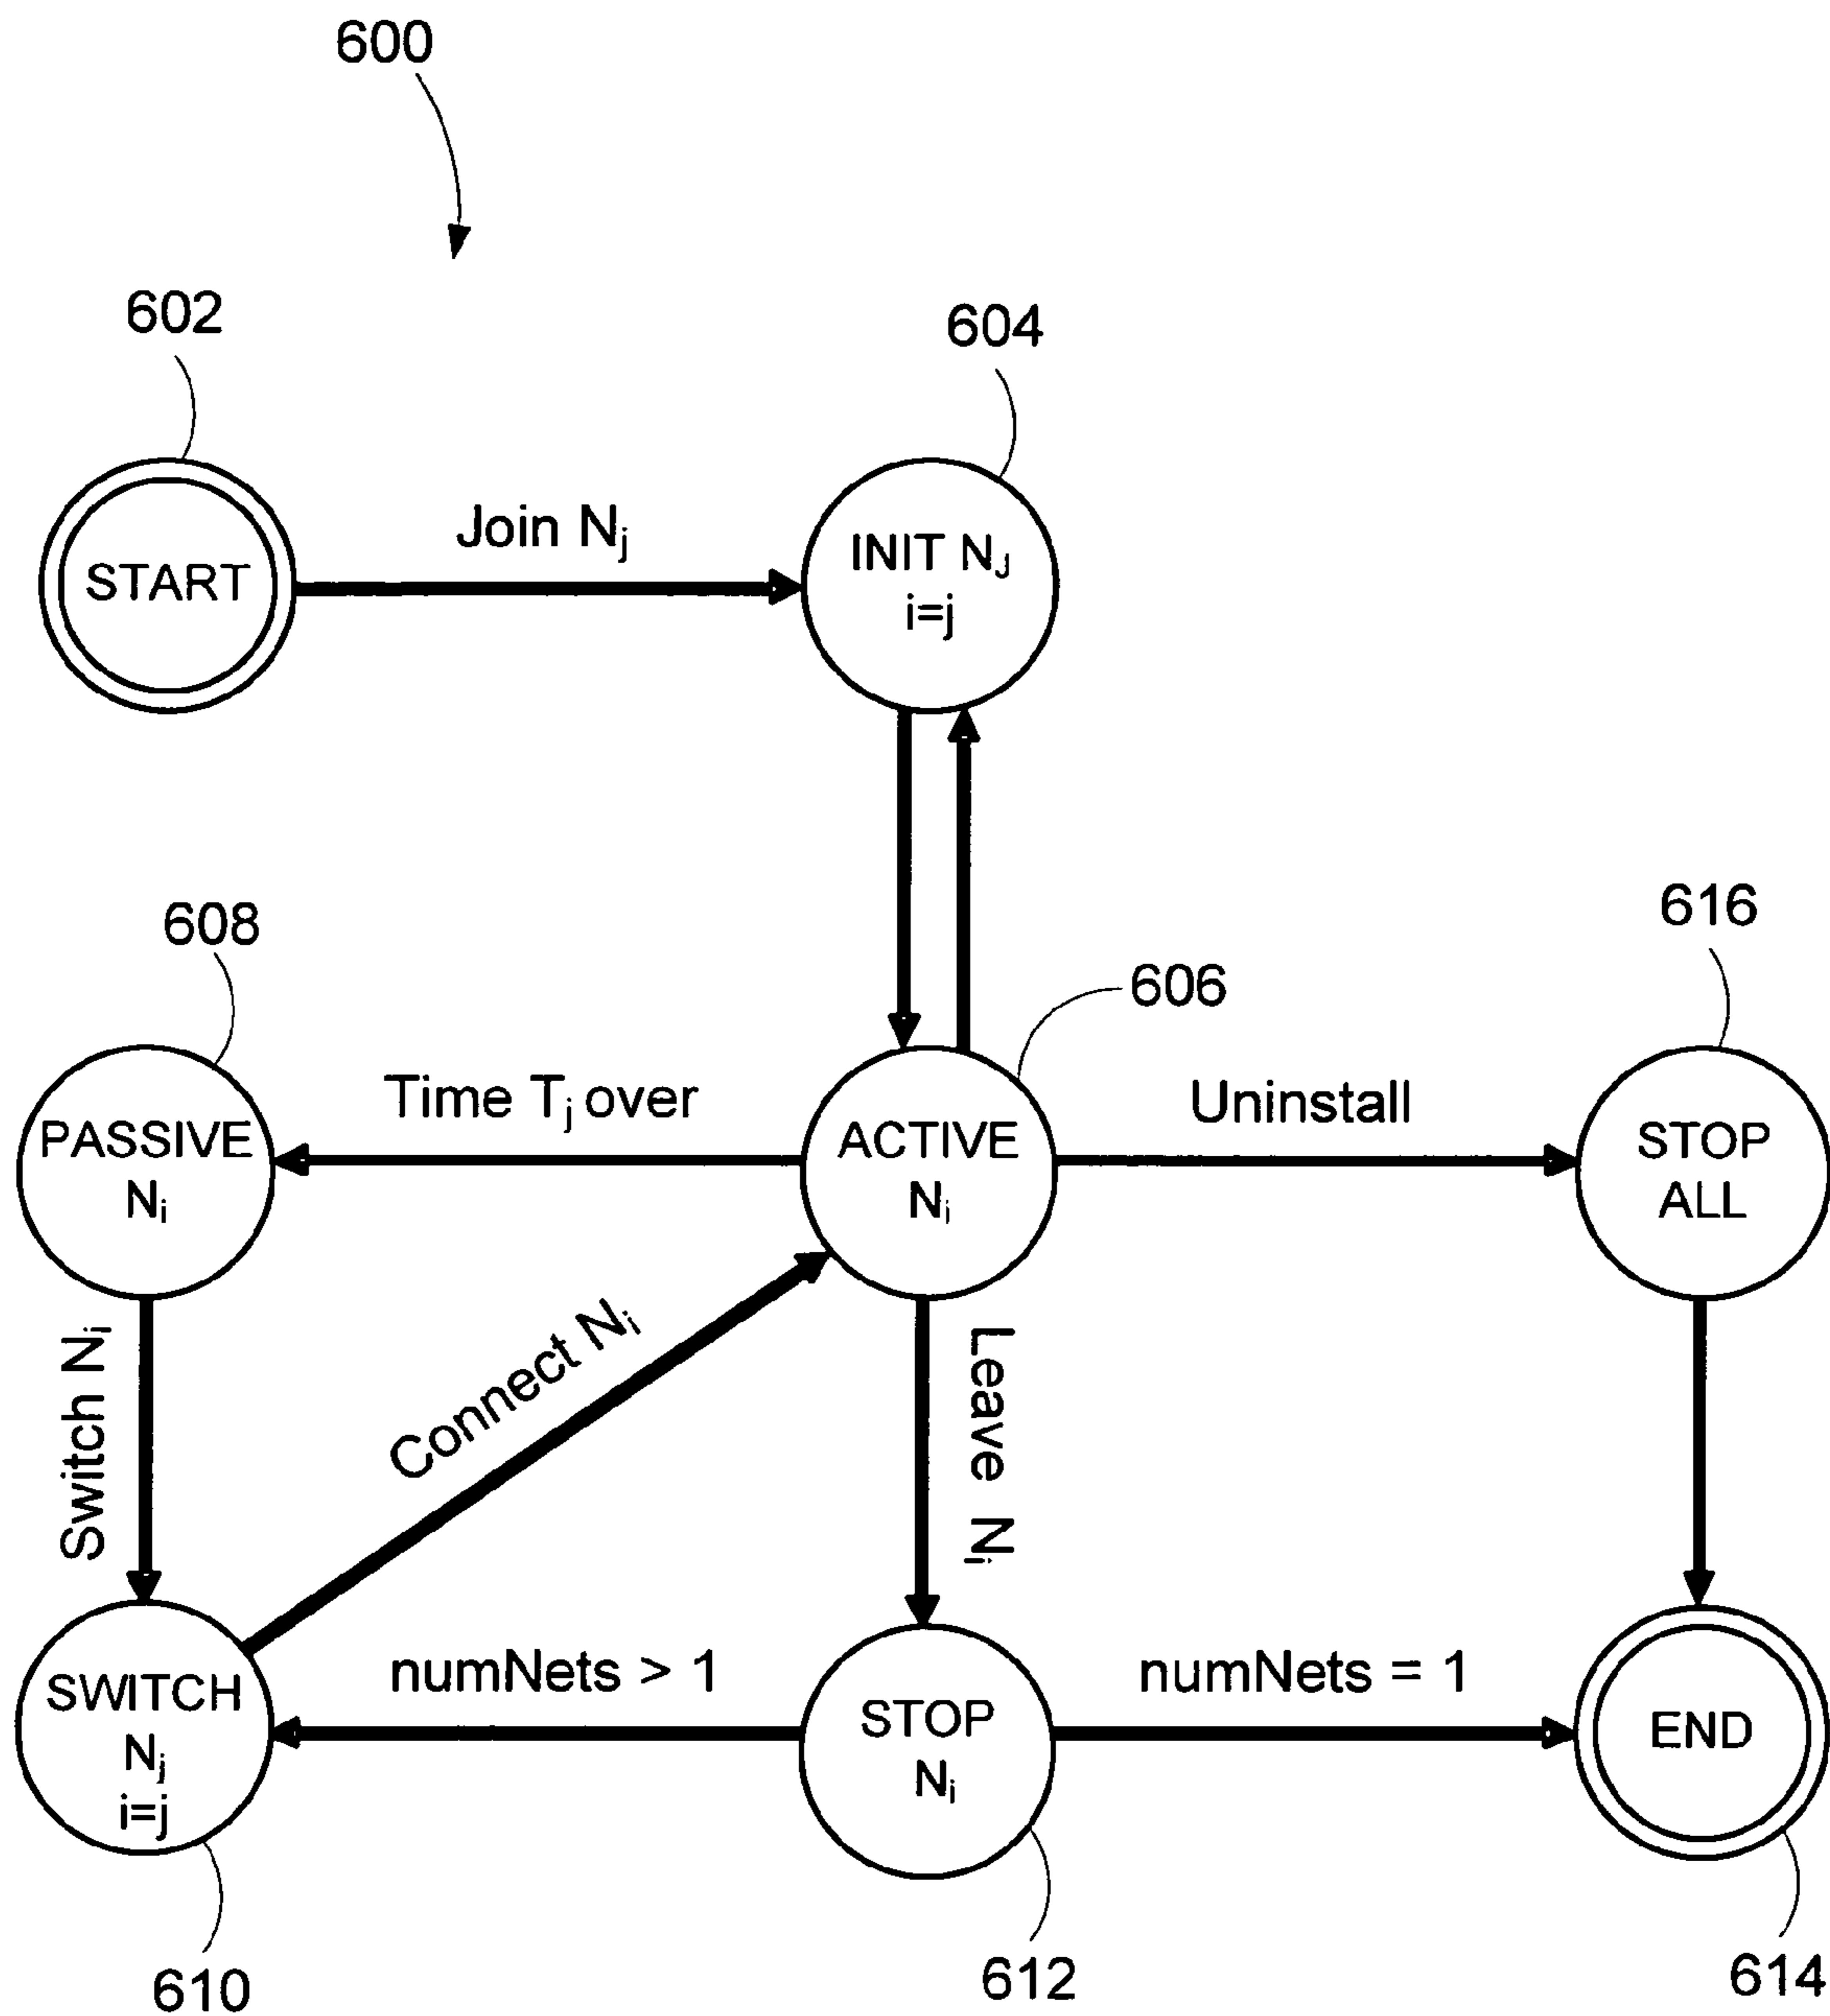 600
602
604
START
Join Nj
INIT NJ
i=j
608
606
616
PASSIVE
Ni
Time Tj over
ACTIVE
Ni
Uninstall
STOP
ALL
Switch Ni
Connect Ni
Leave Ni
SWITCH
Nj
i=j
numNets > 1
STOP
Ni
numNets = 1
END
610
612
614